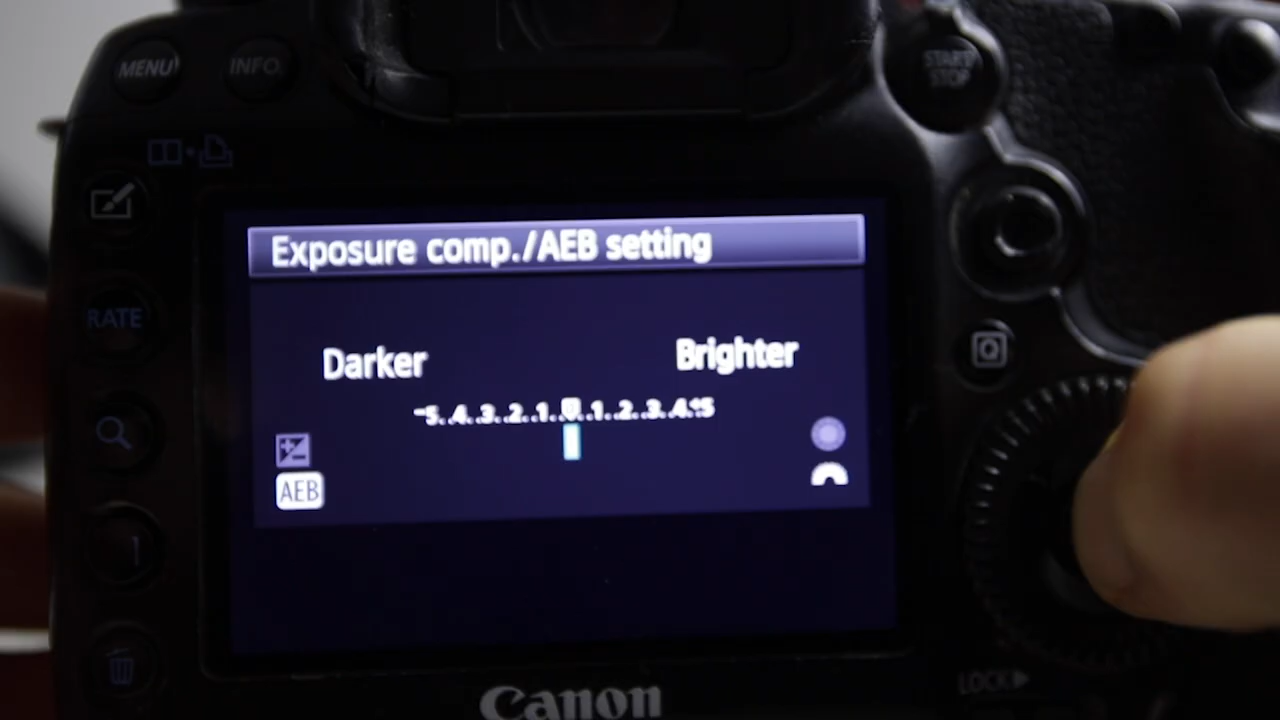 MENU INFO START
STOP
Exposure comp./AEB setting
RATE
Darker Brighter
Q
-5..4..3..2..1..0..1..2..3..4.+5
AEB
LOCK
Canon